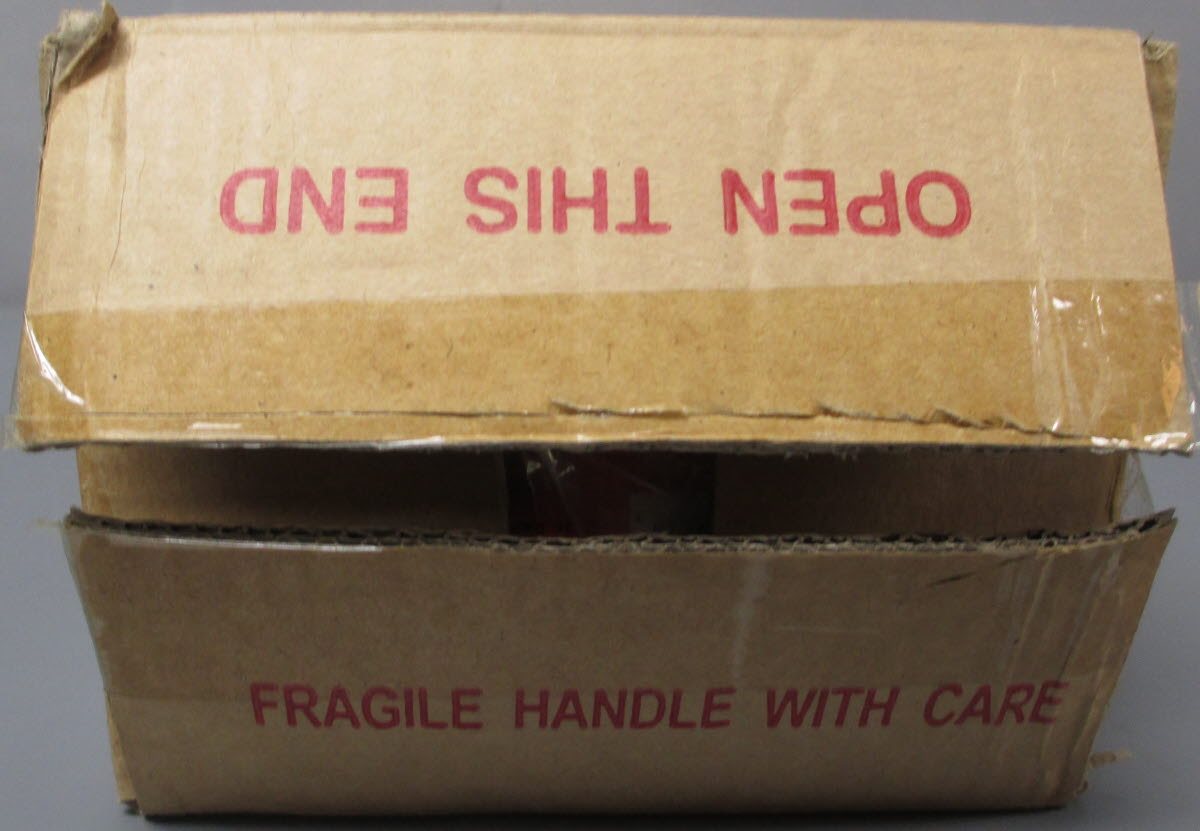 OPEN THIS END
FRAGILE HANDLE WITH CARE